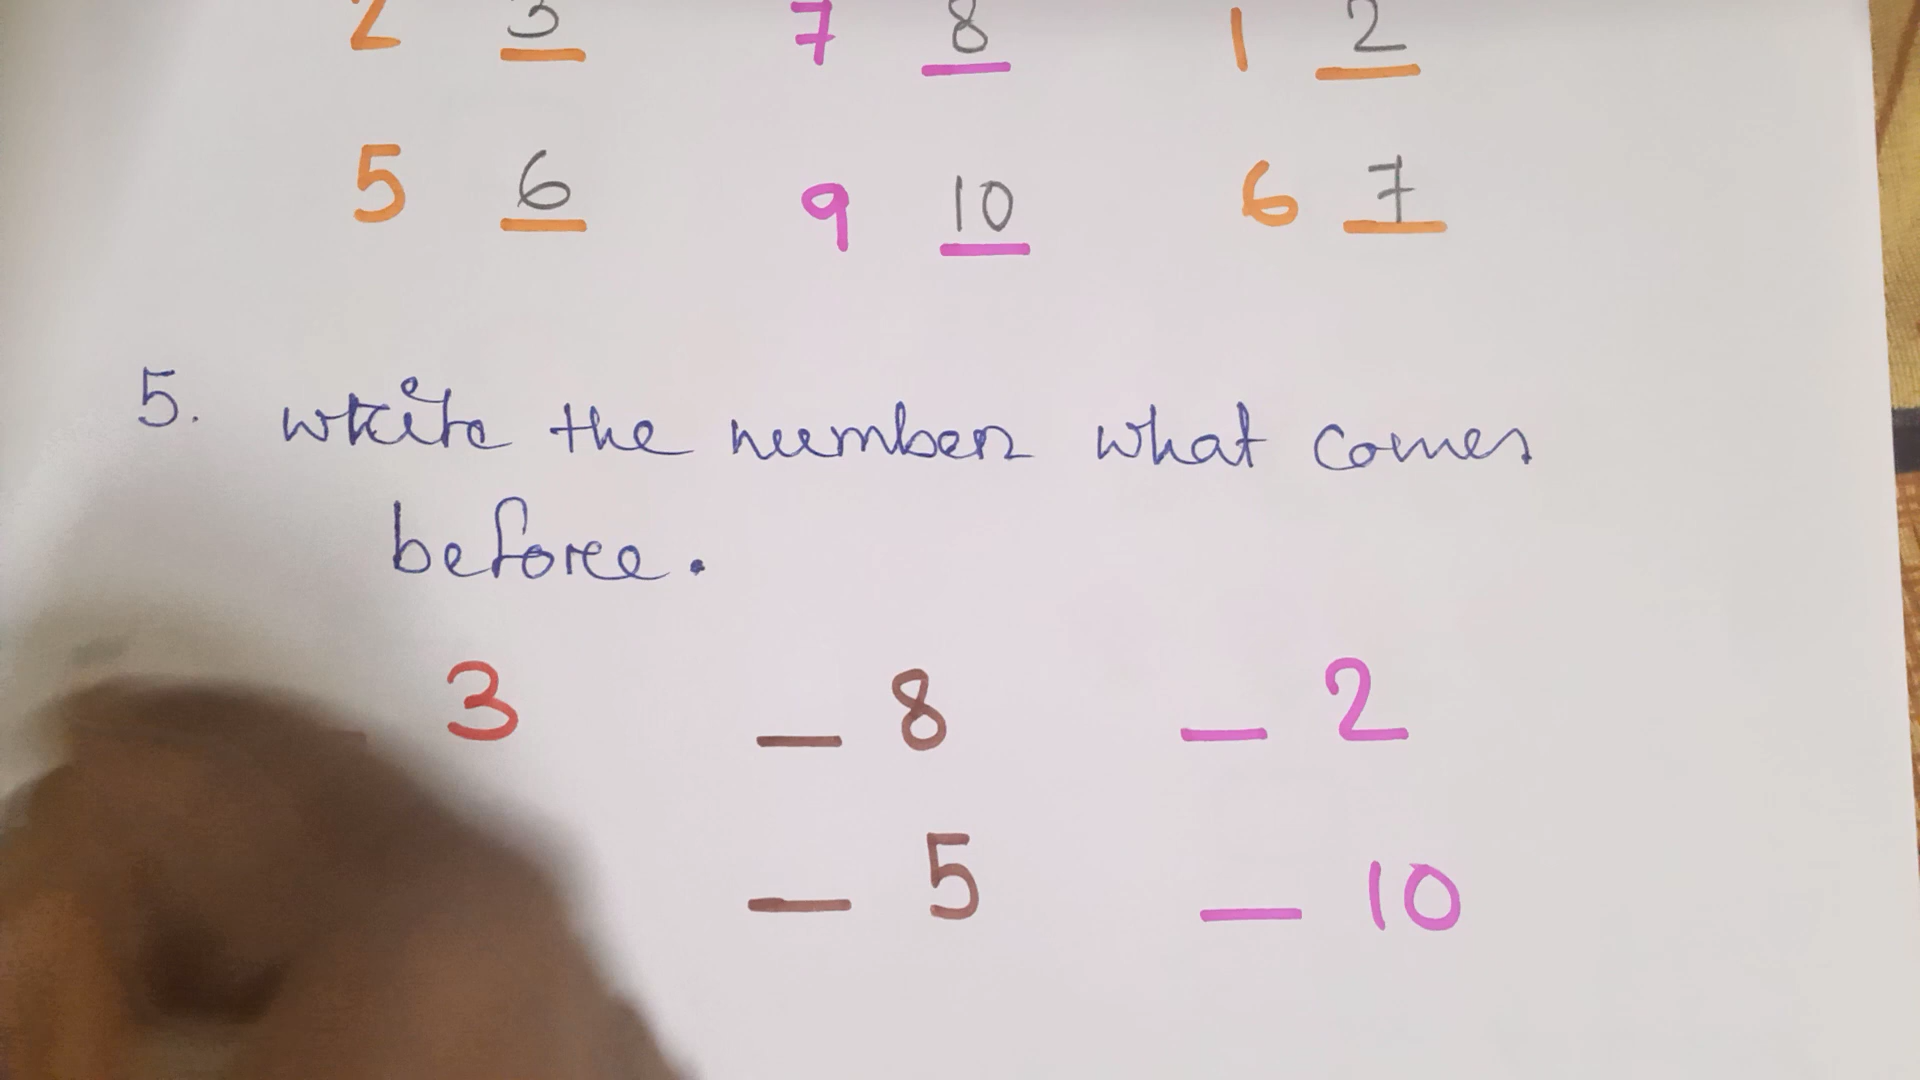 2 3 7 8 1 2
5 6 9 10 6 7
5. write the number what comes
before.
3 _ 8 _ 2
_ 5 _ 10